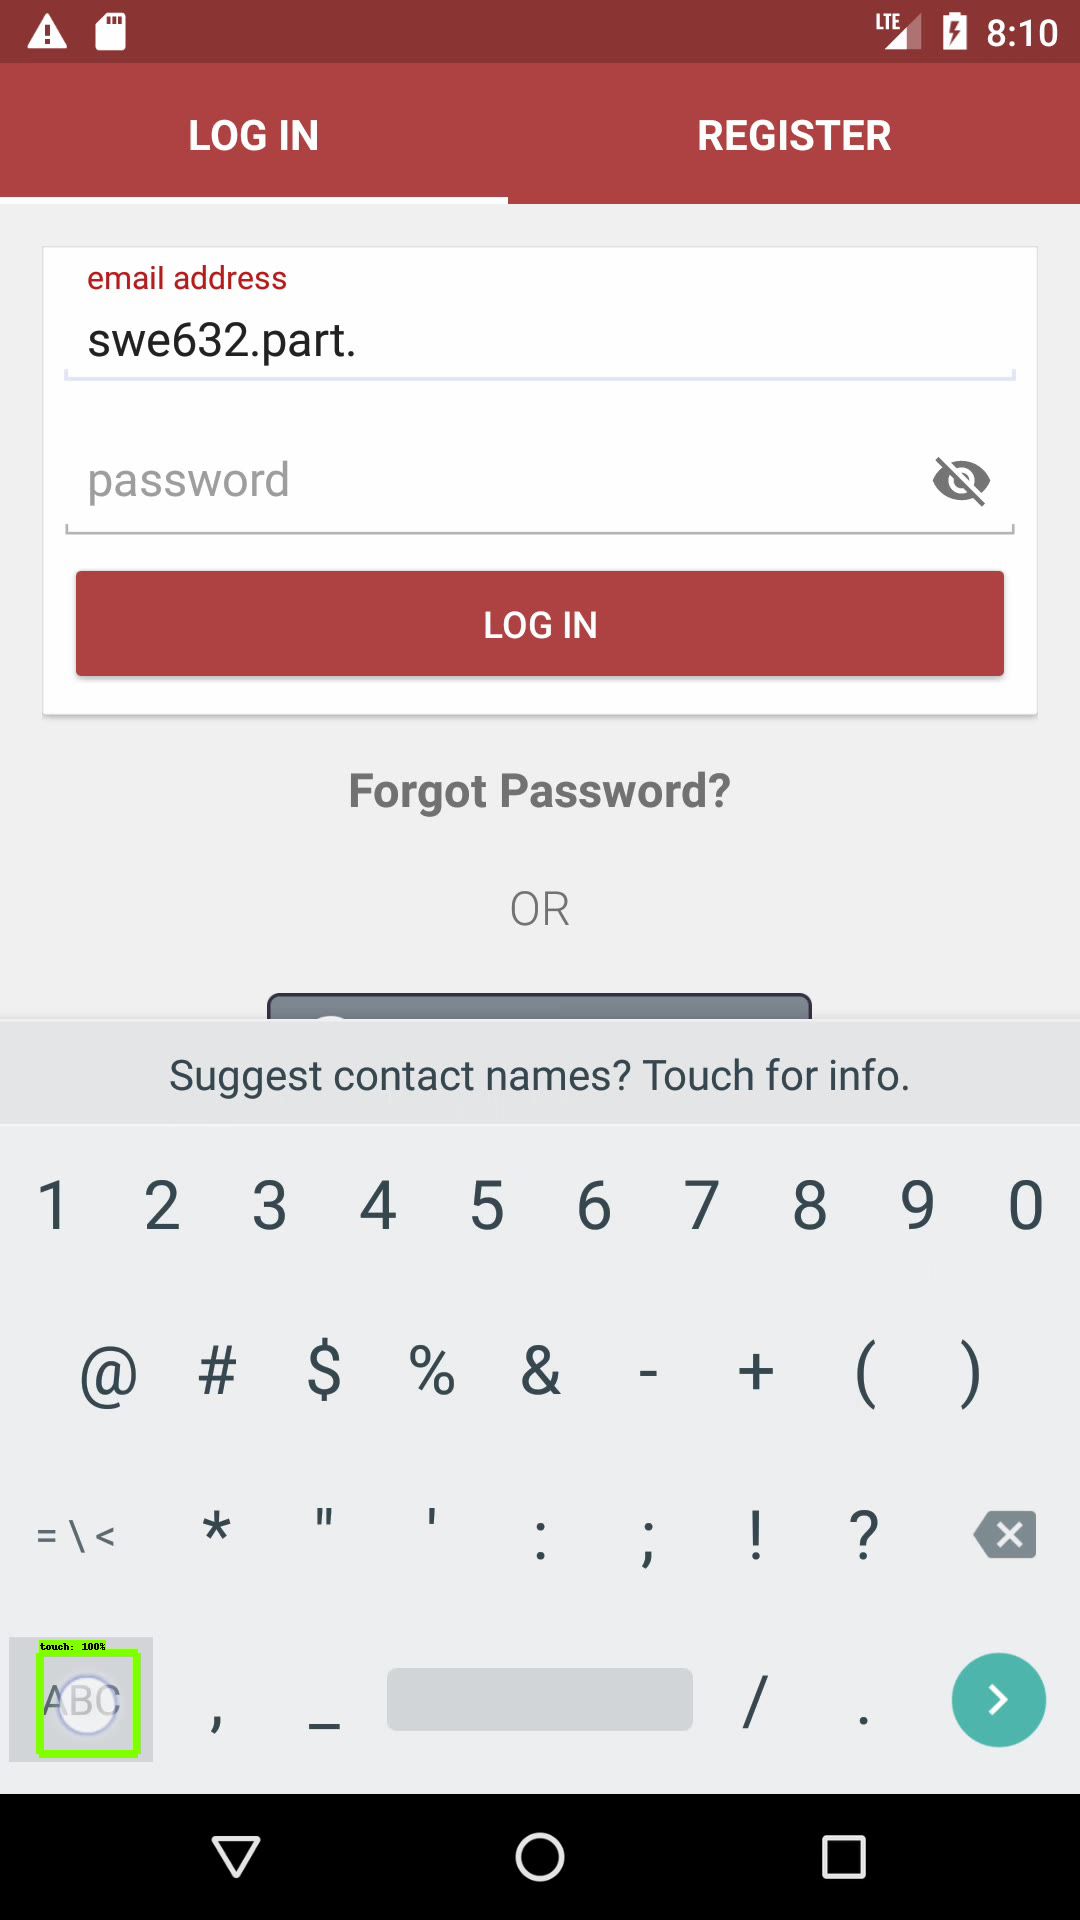 LTE 8:10
LOG IN REGISTER
email address
swe632.part.
password
LOG IN
Forgot Password?
OR
Suggest contact names? Touch for info.
1 2 3 4 5 6 7 8 9 0
@ # $ % & - + ( )
= \ < * " ' : ; ! ?
touch: 100%
ABC , _ / .